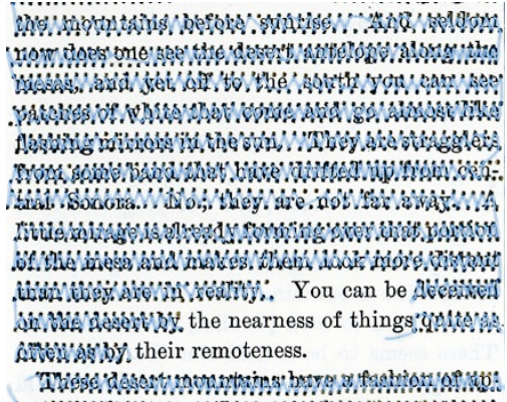 the mountains before sunrise. And seldom
now does one see the desert antelope along the
mesas, and yet off to the south you can see
patches of white that come and go almost like
flashing mirrors in the sun. They are stragglers
from some band that have drifted up from cen-
tral Sonora. No; they are not far away. A
little mirage is already forming over that portion
of the mesa and makes them look more distant
than they are in reality. You can be deceived
on the desert by the nearness of things quite as
often as by their remoteness.
These desert mountains have a fashion of ap-